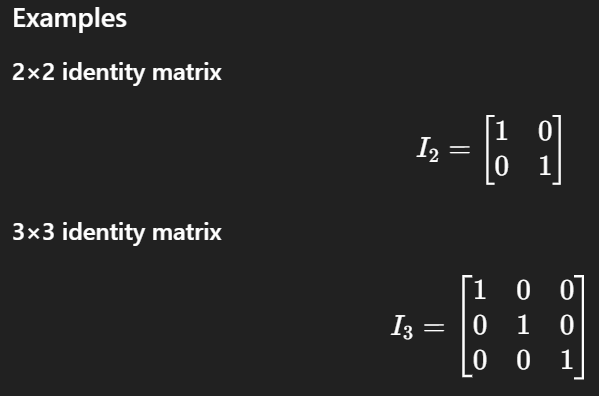 Examples
2×2 identity matrix
I₂ = [1 0
0 1]
3×3 identity matrix
I₃ = [1 0 0
0 1 0
0 0 1]